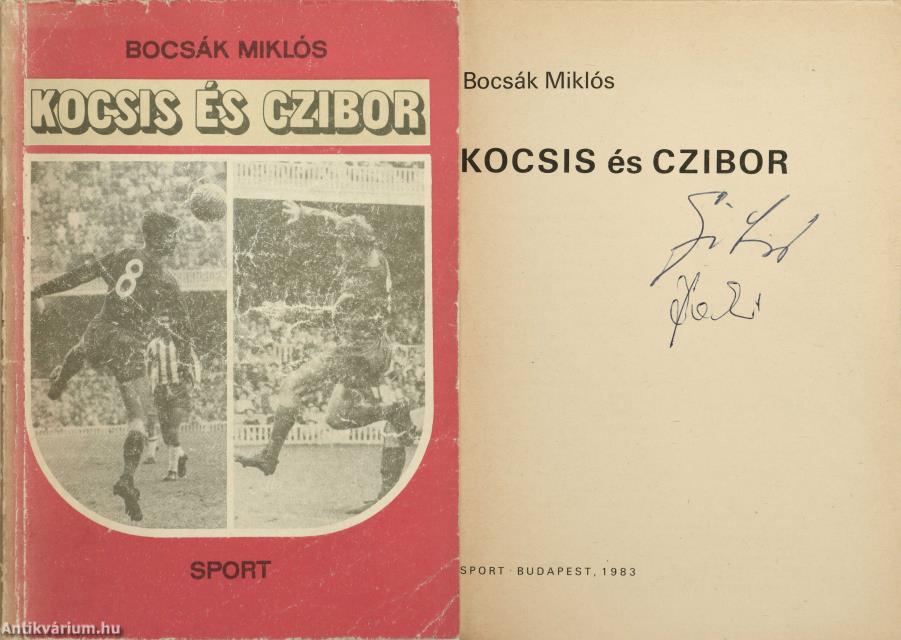 BOCSÁK MIKLÓS
KOCSIS ÉS CZIBOR
8
SPORT
Antikvárium.hu
Bocsák Miklós
KOCSIS és CZIBOR
SPORT · BUDAPEST, 1983